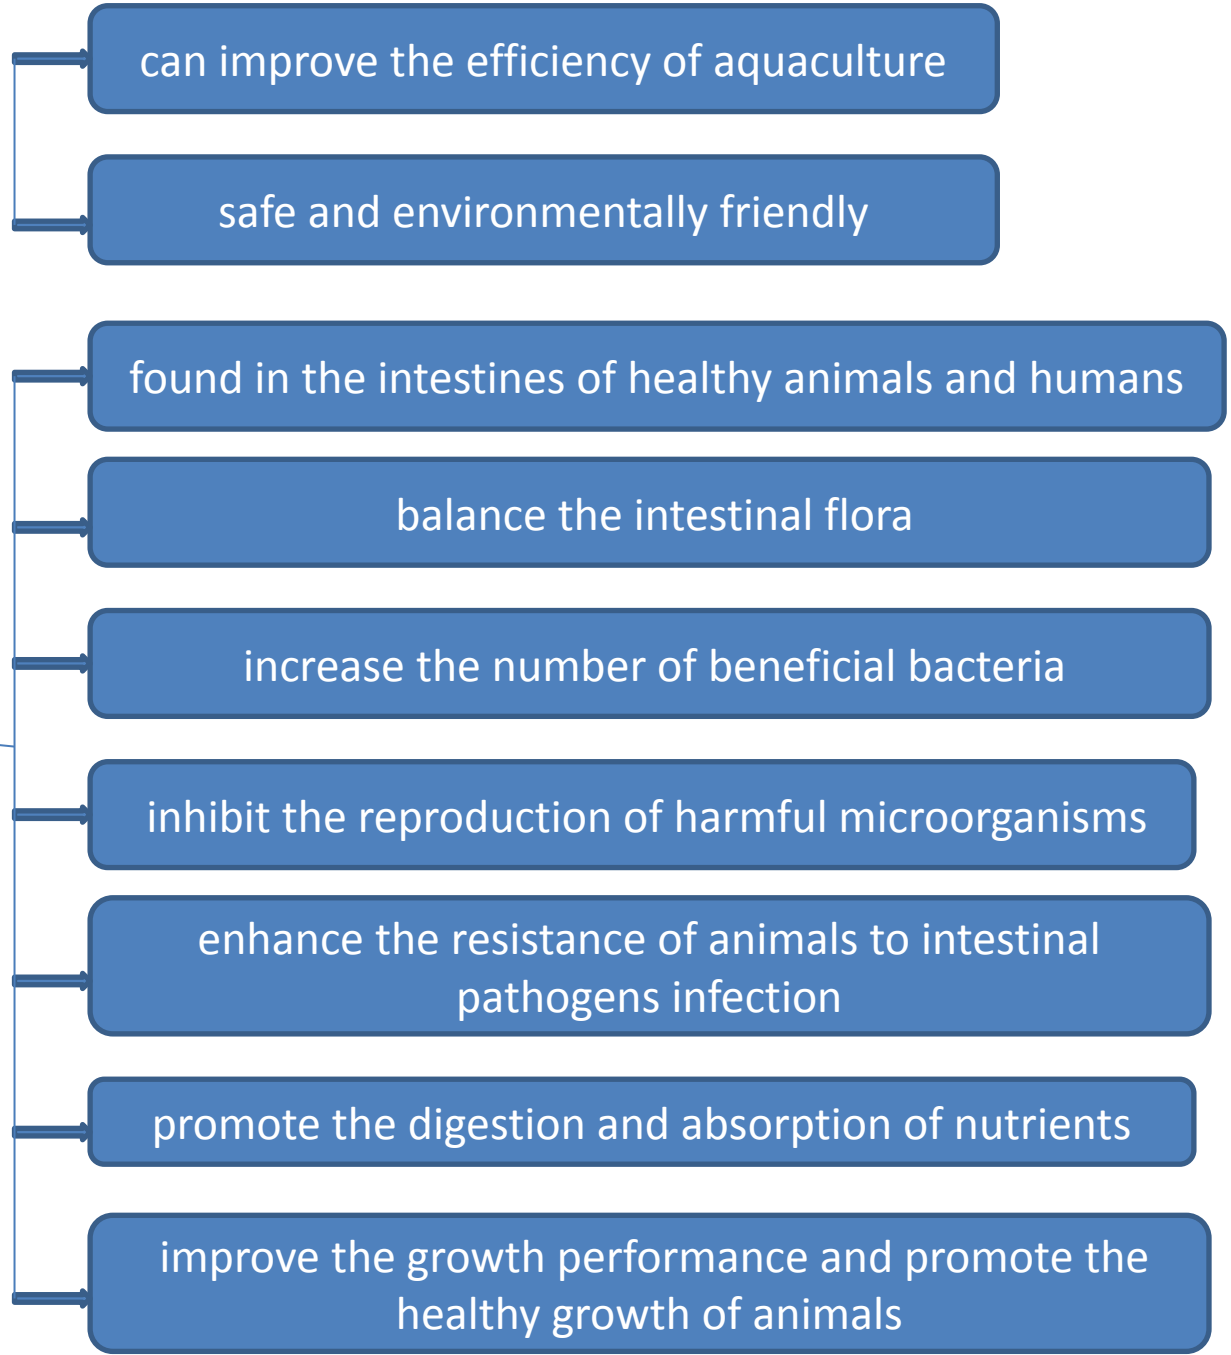 can improve the efficiency of aquaculture
safe and environmentally friendly
found in the intestines of healthy animals and humans
balance the intestinal flora
increase the number of beneficial bacteria
inhibit the reproduction of harmful microorganisms
enhance the resistance of animals to intestinal
pathogens infection
promote the digestion and absorption of nutrients
improve the growth performance and promote the
healthy growth of animals